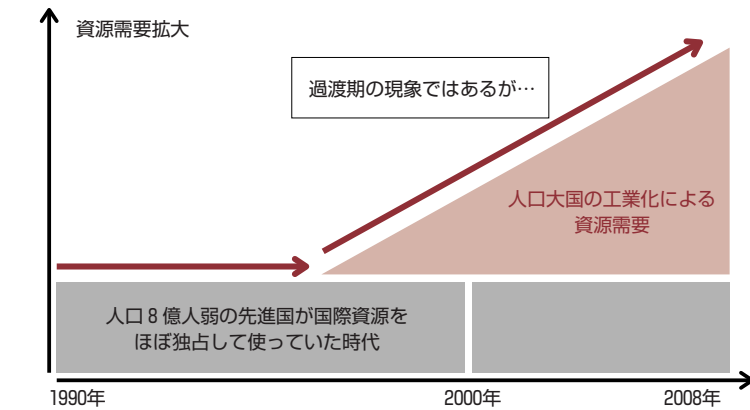 資源需要拡大
過渡期の現象ではあるが…
人口大国の工業化による
資源需要
人口8億人弱の先進国が国際資源を
ほぼ独占して使っていた時代
1990年
2000年
2008年